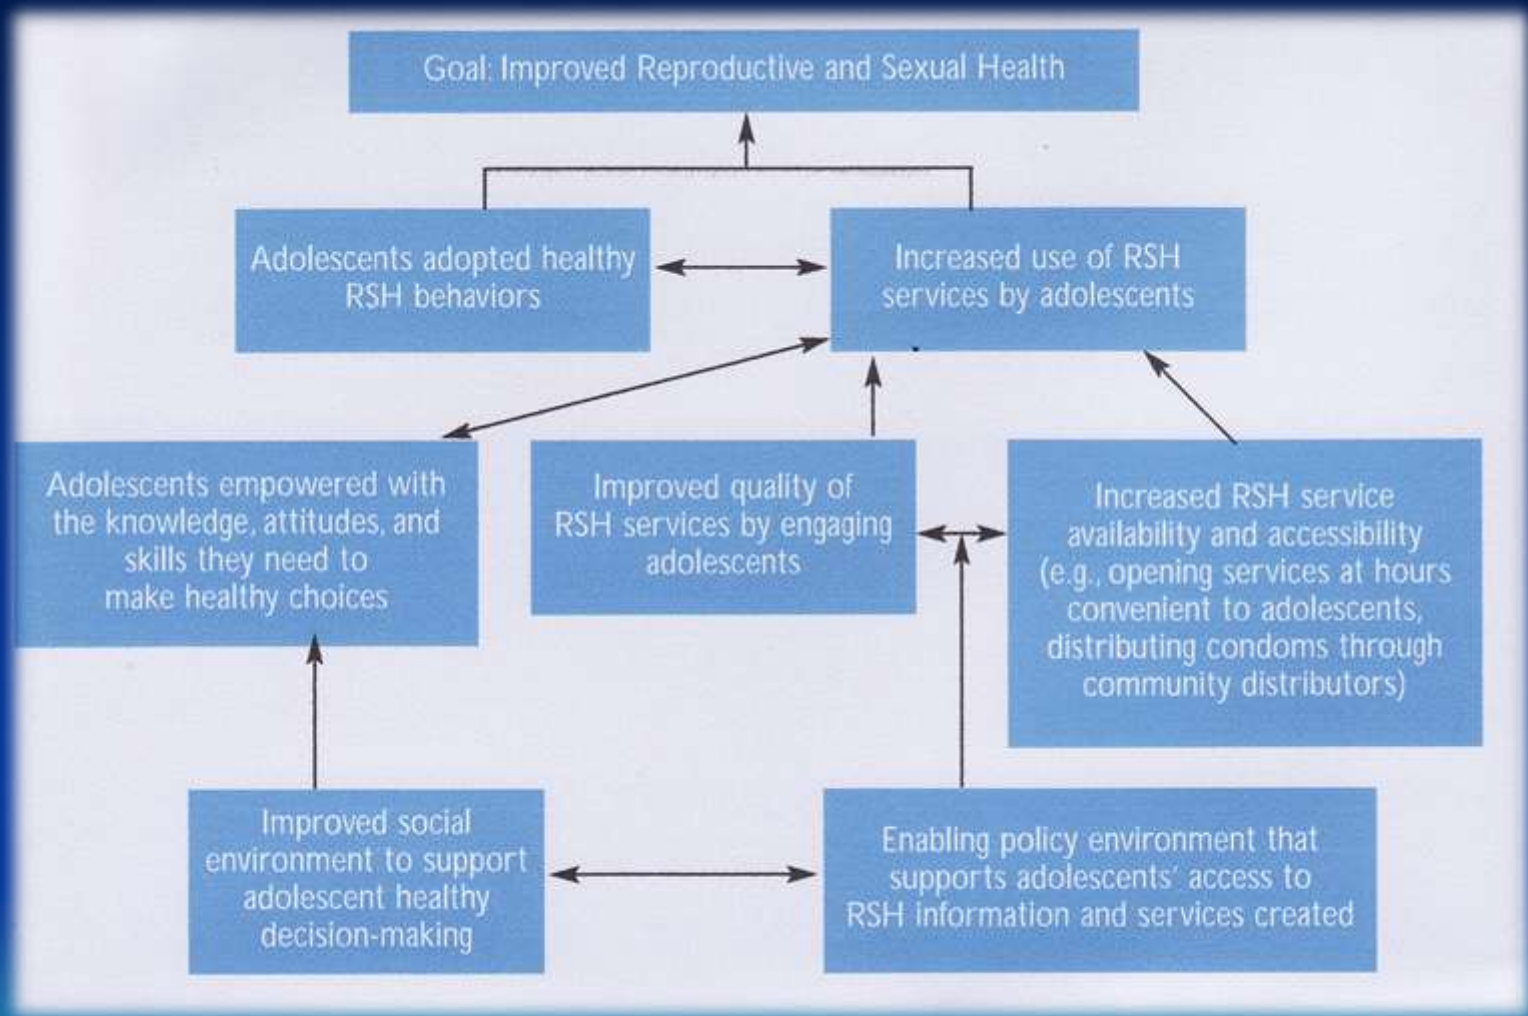 Goal: Improved Reproductive and Sexual Health
Adolescents adopted healthy
RSH behaviors
Increased use of RSH
services by adolescents
Adolescents empowered with
the knowledge, attitudes, and
skills they need to
make healthy choices
Improved quality of
RSH services by engaging
adolescents
Increased RSH service
availability and accessibility
(e.g., opening services at hours
convenient to adolescents,
distributing condoms through
community distributors)
Improved social
environment to support
adolescent healthy
decision-making
Enabling policy environment that
supports adolescents' access to
RSH information and services created